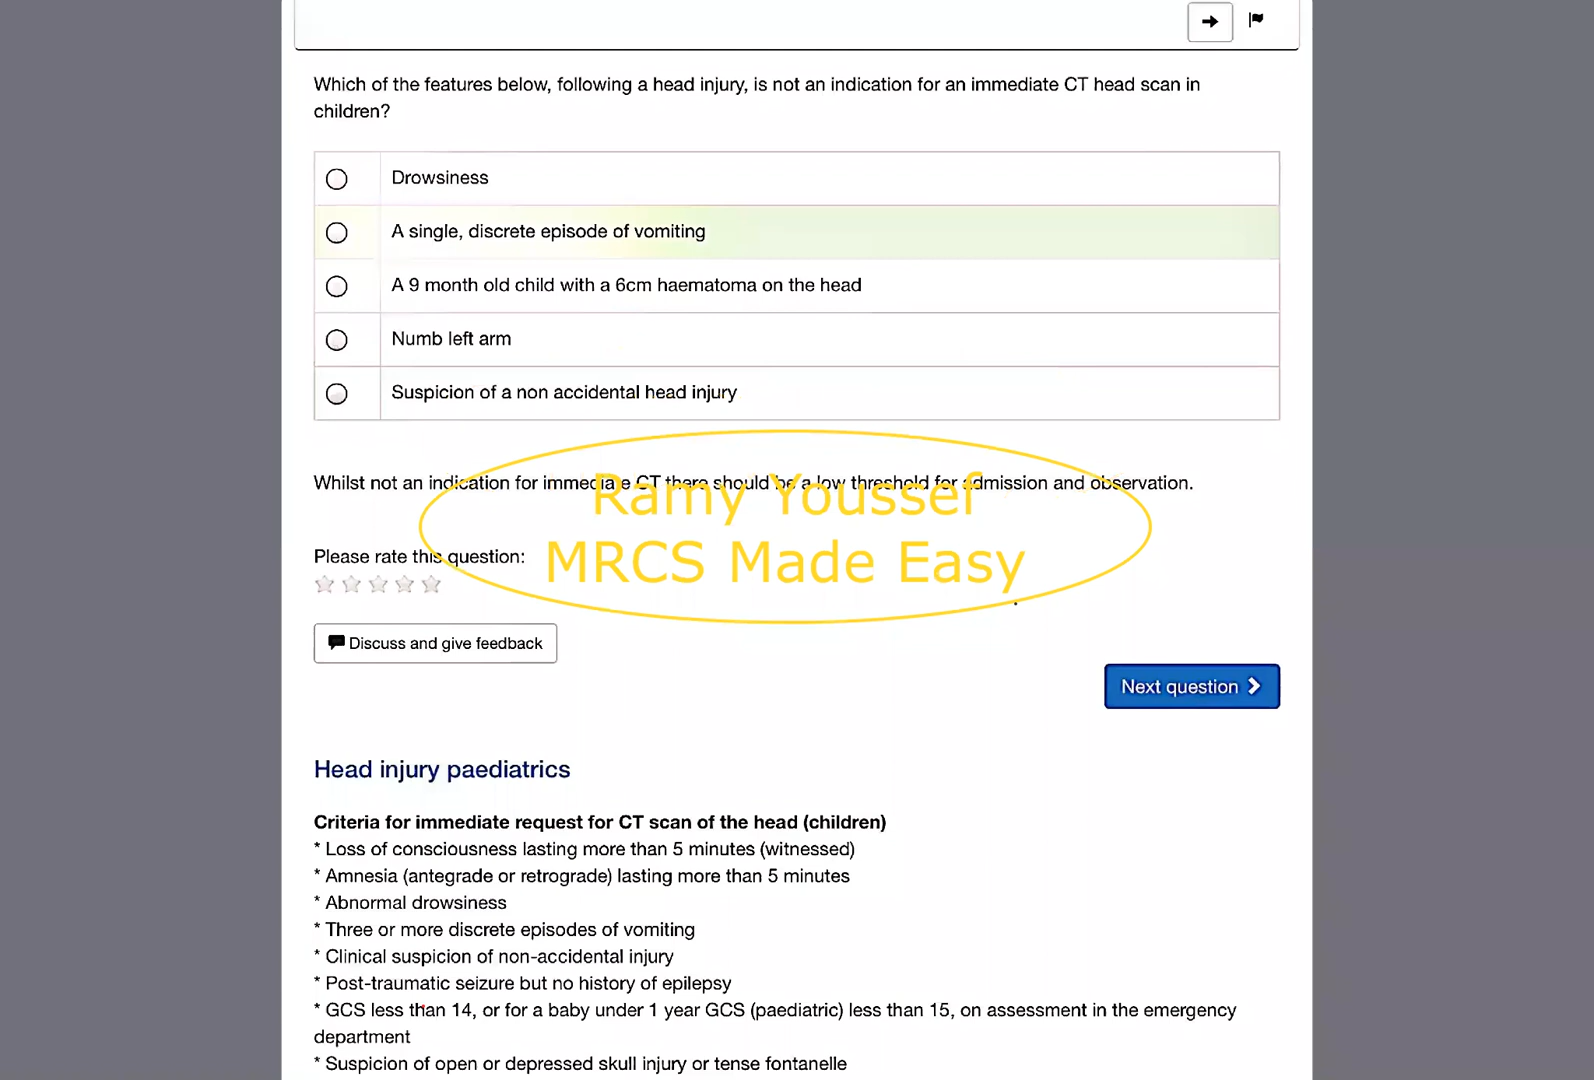 Which of the features below, following a head injury, is not an indication for an immediate CT head scan in
children?
Drowsiness
A single, discrete episode of vomiting
A 9 month old child with a 6cm haematoma on the head
Numb left arm
Suspicion of a non accidental head injury
Whilst not an indication for immediate CT there should be a low threshold for admission and observation.
Ramy Youssef
MRCS Made Easy
Please rate this question:
Discuss and give feedback
Next question
Head injury paediatrics
Criteria for immediate request for CT scan of the head (children)
* Loss of consciousness lasting more than 5 minutes (witnessed)
* Amnesia (antegrade or retrograde) lasting more than 5 minutes
* Abnormal drowsiness
* Three or more discrete episodes of vomiting
* Clinical suspicion of non-accidental injury
* Post-traumatic seizure but no history of epilepsy
* GCS less than 14, or for a baby under 1 year GCS (paediatric) less than 15, on assessment in the emergency
department
* Suspicion of open or depressed skull injury or tense fontanelle